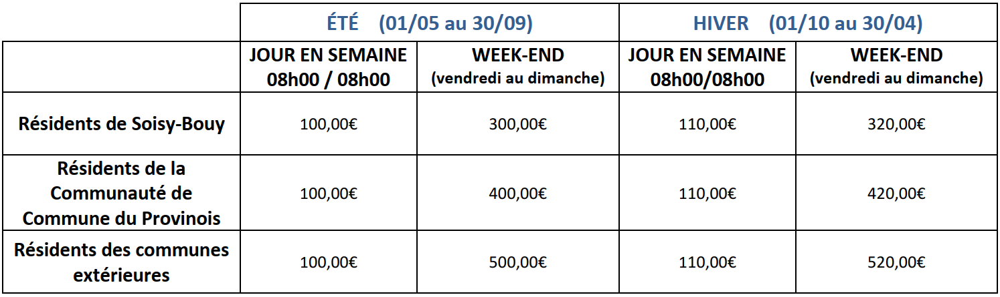 ÉTÉ (01/05 au 30/09) HIVER (01/10 au 30/04)
JOUR EN SEMAINE WEEK-END JOUR EN SEMAINE WEEK-END
08h00 / 08h00 (vendredi au dimanche) 08h00/08h00 (vendredi au dimanche)
Résidents de Soisy-Bouy 100,00€ 300,00€ 110,00€ 320,00€
Résidents de la
Communauté de 100,00€ 400,00€ 110,00€ 420,00€
Commune du Provinois
Résidents des communes 100,00€ 500,00€ 110,00€ 520,00€
extérieures